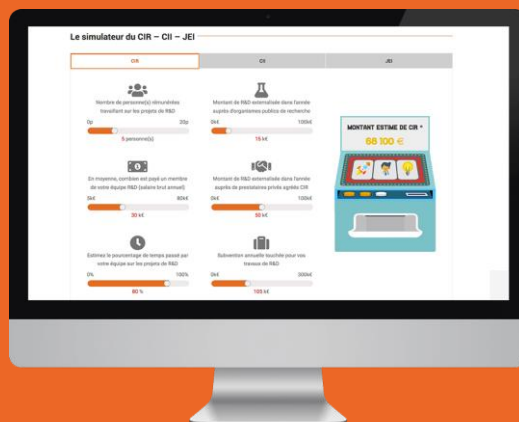 Le simulateur du CIR – CII – JEI
CIR
CII
JEI
Nombre de personne(s) rémunérées
travaillant sur les projets de R&D
0p 20p
5 personne(s)
Montant de R&D externalisée dans l'année
auprès d'organismes publics de recherche
0k€ 100k€
15 k€
En moyenne, combien est payé un membre
de votre équipe R&D (salaire brut annuel)
0k€ 80k€
30 k€
Montant de R&D externalisée dans l'année
auprès de prestataires privés agréés CIR
0k€ 100k€
50 k€
Estimez le pourcentage de temps passé par
votre équipe sur les projets de R&D
0% 100%
80 %
Subvention annuelle touchée pour vos
travaux de R&D
0k€ 300k€
100 k€
MONTANT ESTIMÉ DE CIR *
68 100 €